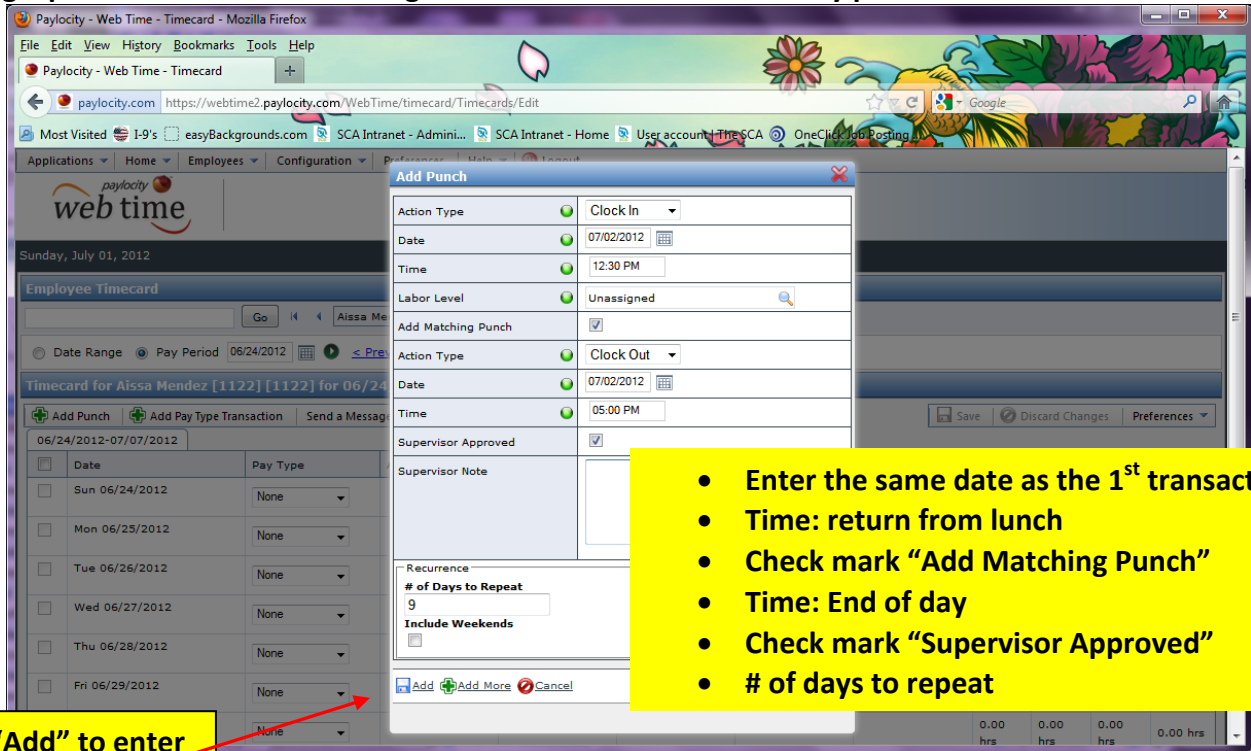 Paylocity - Web Time - Timecard - Mozilla Firefox
File Edit View History Bookmarks Tools Help
Paylocity - Web Time - Timecard
paylocity.com https://webtime2.paylocity.com/WebTime/timecard/Timecards/Edit
Google
Most Visited I-9's easyBackgrounds.com SCA Intranet - Admini... SCA Intranet - Home User account | The SCA OneClick Job Posting
Applications Home Employees Configuration Preferences Help Logout
paylocity
web time
Sunday, July 01, 2012
Employee Timecard
Go Aissa Me
Date Range Pay Period 06/24/2012 < Prev
Timecard for Aissa Mendez [1122] [1122] for 06/24
Add Punch Add Pay Type Transaction Send a Message
Save Discard Changes Preferences
06/24/2012-07/07/2012
Date Pay Type
Sun 06/24/2012 None
Mon 06/25/2012 None
Tue 06/26/2012 None
Wed 06/27/2012 None
Thu 06/28/2012 None
Fri 06/29/2012 None
None
0.00 hrs 0.00 hrs 0.00 hrs 0.00 hrs
Add Punch
Action Type Clock In
Date 07/02/2012
Time 12:30 PM
Labor Level Unassigned
Add Matching Punch
Action Type Clock Out
Date 07/02/2012
Time 05:00 PM
Supervisor Approved
Supervisor Note
Recurrence
# of Days to Repeat
9
Include Weekends
Add Add More Cancel
• Enter the same date as the 1st transact
• Time: return from lunch
• Check mark “Add Matching Punch”
• Time: End of day
• Check mark “Supervisor Approved”
• # of days to repeat
“Add” to enter